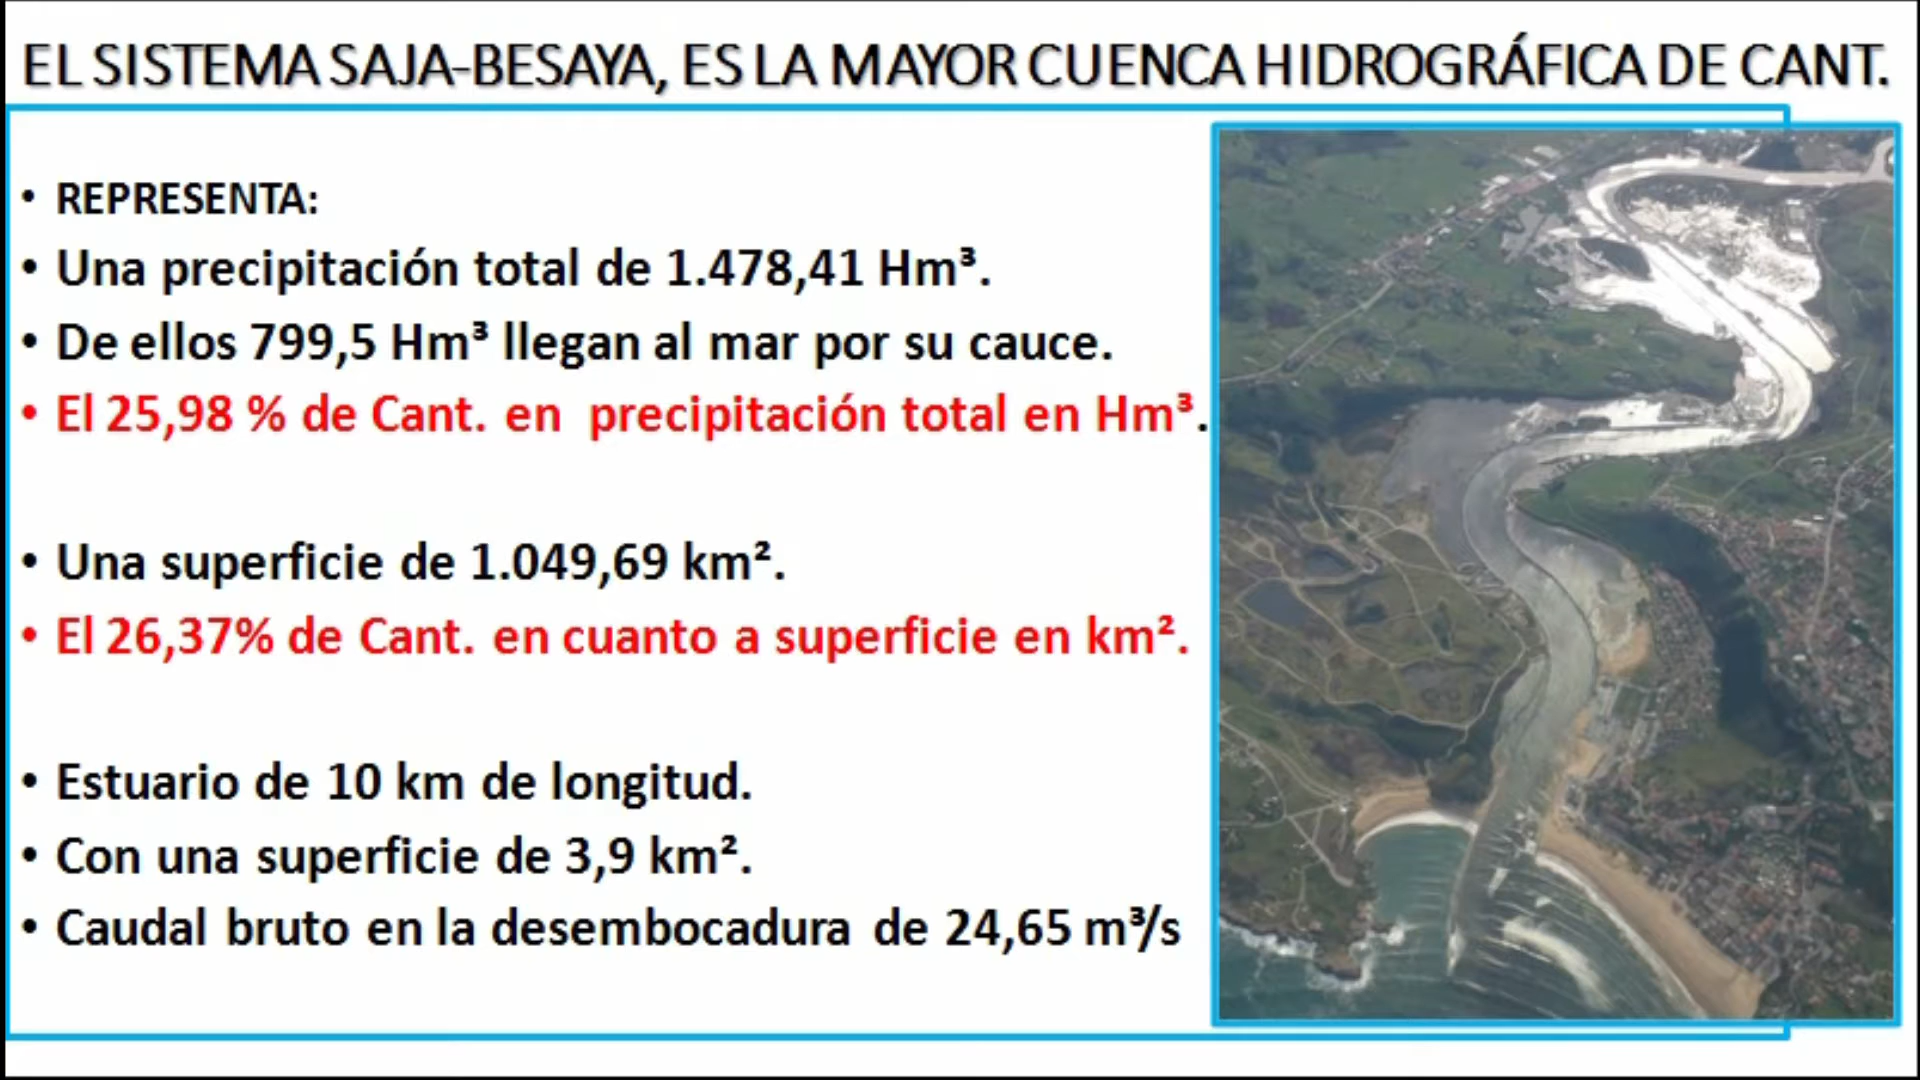 EL SISTEMA SAJA-BESAYA, ES LA MAYOR CUENCA HIDROGRÁFICA DE CANT.
• REPRESENTA:
• Una precipitación total de 1.478,41 Hm³.
• De ellos 799,5 Hm³ llegan al mar por su cauce.
• El 25,98 % de Cant. en precipitación total en Hm³.
• Una superficie de 1.049,69 km².
• El 26,37% de Cant. en cuanto a superficie en km².
• Estuario de 10 km de longitud.
• Con una superficie de 3,9 km².
• Caudal bruto en la desembocadura de 24,65 m³/s